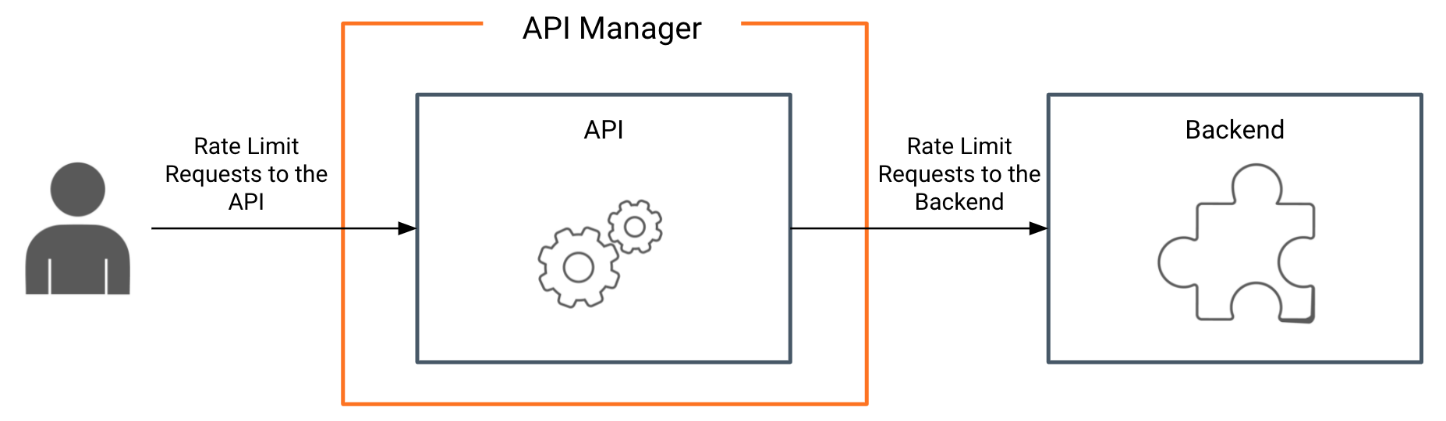 API Manager
Rate Limit
Requests to the
API
API
Rate Limit
Requests to the
Backend
Backend